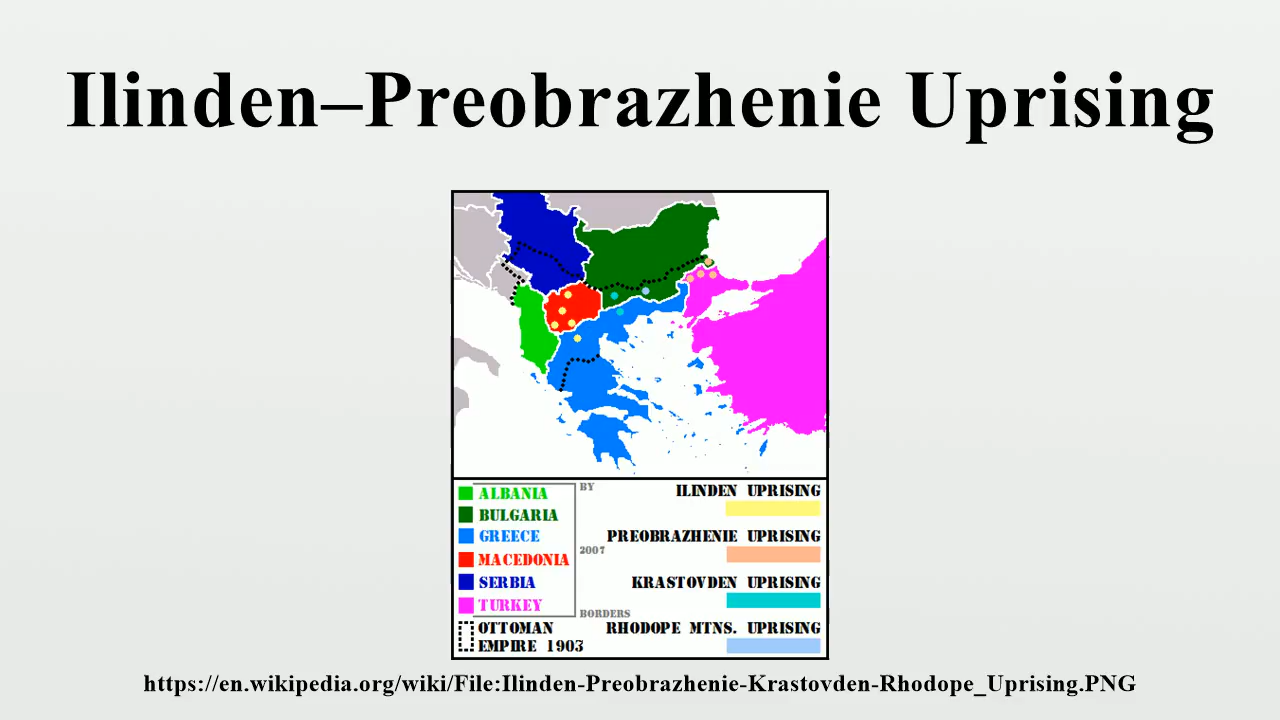 Ilinden–Preobrazhenie Uprising
ALBANIA
BULGARIA
GREECE
MACEDONIA
SERBIA
TURKEY
OTTOMAN
EMPIRE 1903
BY
2007
BORDERS
ILINDEN UPRISING
PREOBRAZHENIE UPRISING
KRASTOVDEN UPRISING
RHODOPE MTNS. UPRISING
https://en.wikipedia.org/wiki/File:Ilinden-Preobrazhenie-Krastovden-Rhodope_Uprising.PNG